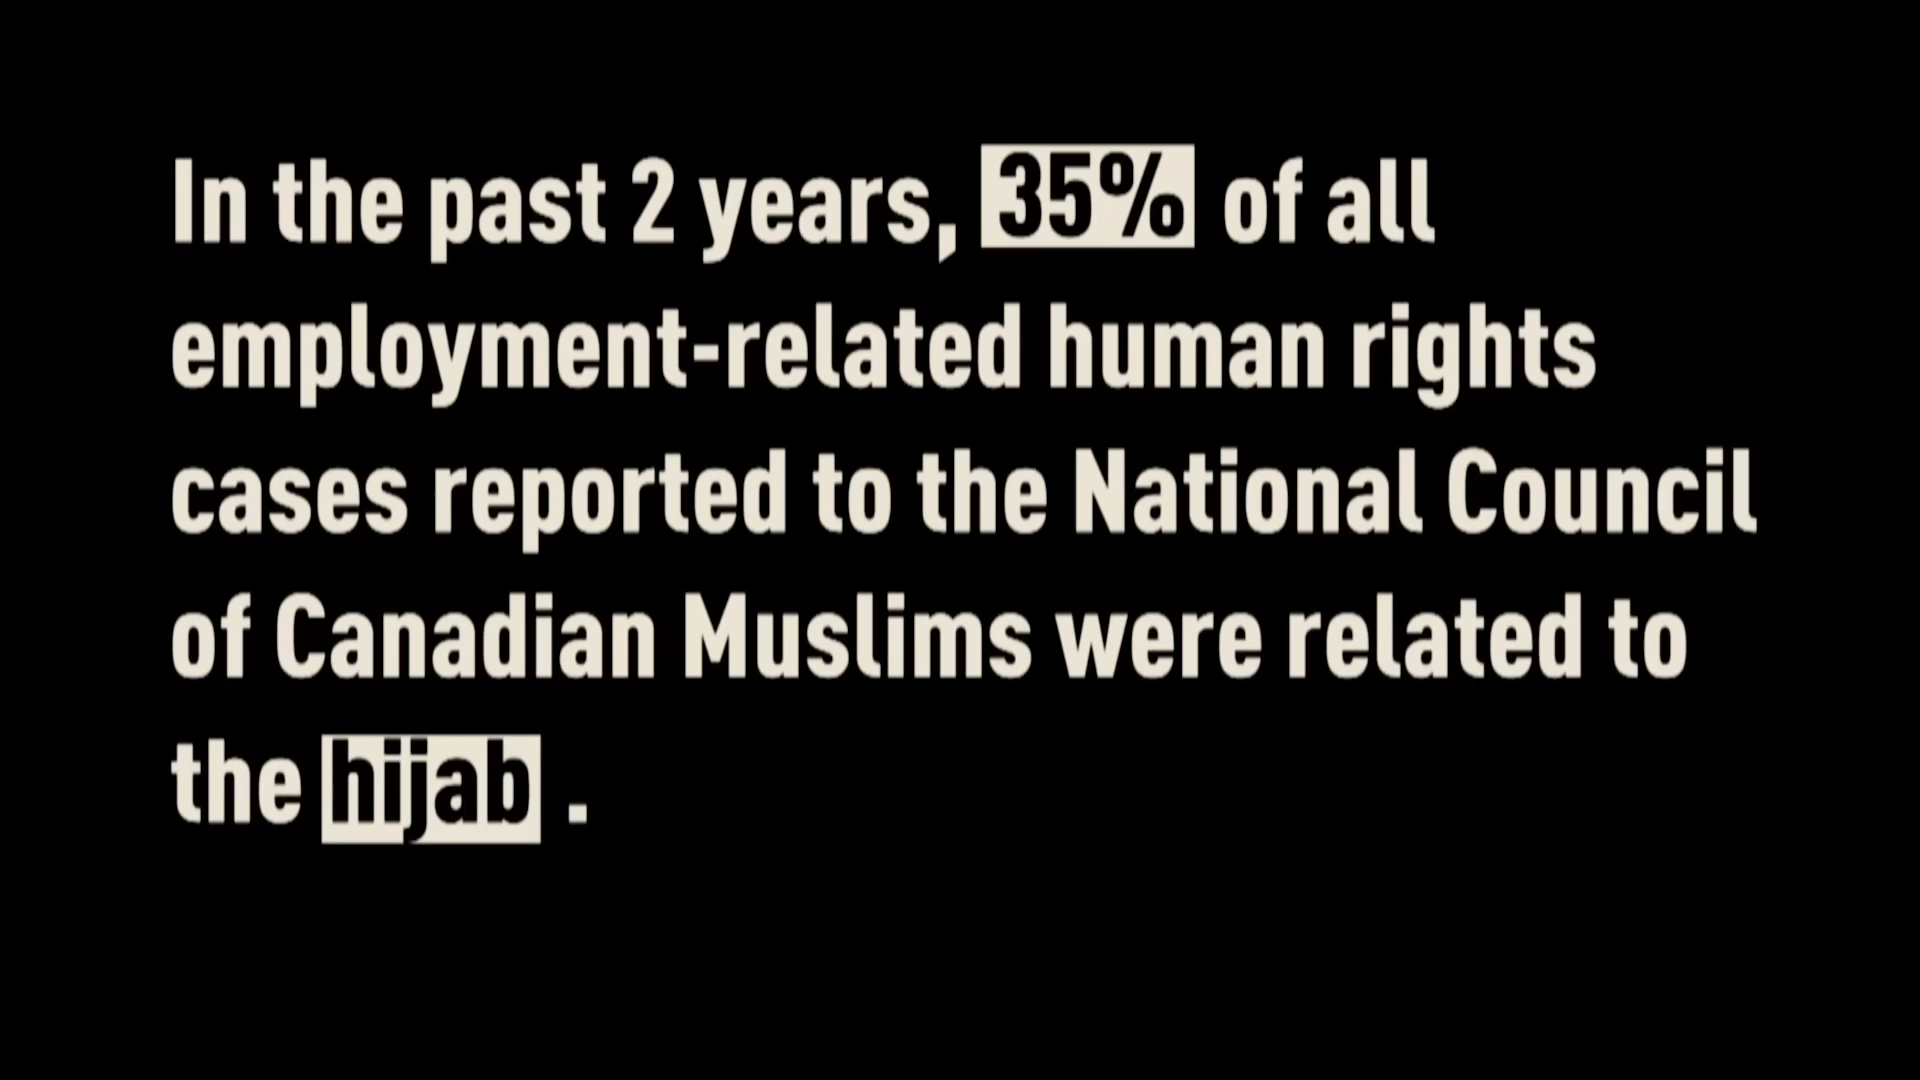 In the past 2 years, 35% of all
employment-related human rights
cases reported to the National Council
of Canadian Muslims were related to
the hijab .